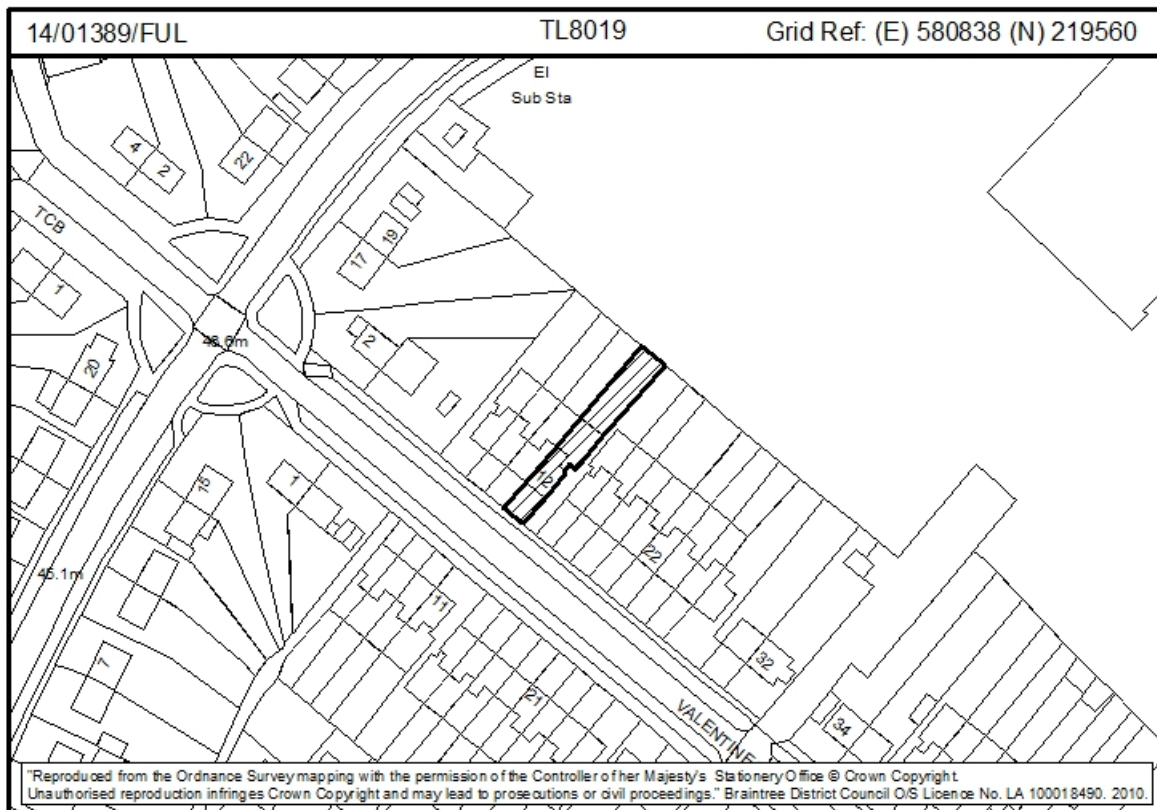 14/01389/FUL TL8019 Grid Ref: (E) 580838 (N) 219560
El
Sub Sta
4
2
22
TCB
19
17
1
2
48.6m
20
12
15
1
22
45.1m
11
7
32
21
VALENTINE
34
"Reproduced from the Ordnance Survey mapping with the permission of the Controller of her Majesty's Stationery Office © Crown Copyright.
Unauthorised reproduction infringes Crown Copyright and may lead to prosecutions or civil proceedings." Braintree District Council O/S Licence No. LA 100018490. 2010.